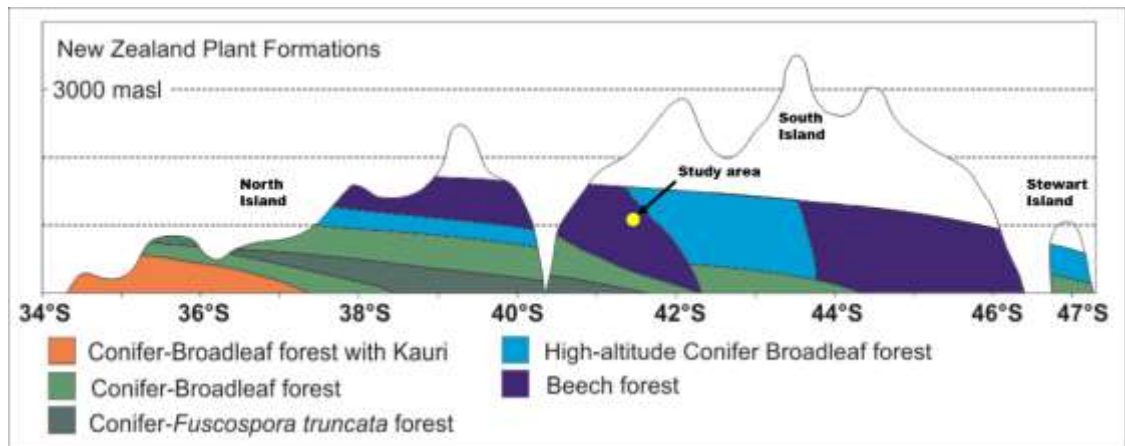 New Zealand Plant Formations
3000 masl
South
Island
Study area
North
Island
Stewart
Island
34°S 36°S 38°S 40°S 42°S 44°S 46°S 47°S
Conifer-Broadleaf forest with Kauri
Conifer-Broadleaf forest
Conifer-Fuscospora truncata forest
High-altitude Conifer Broadleaf forest
Beech forest